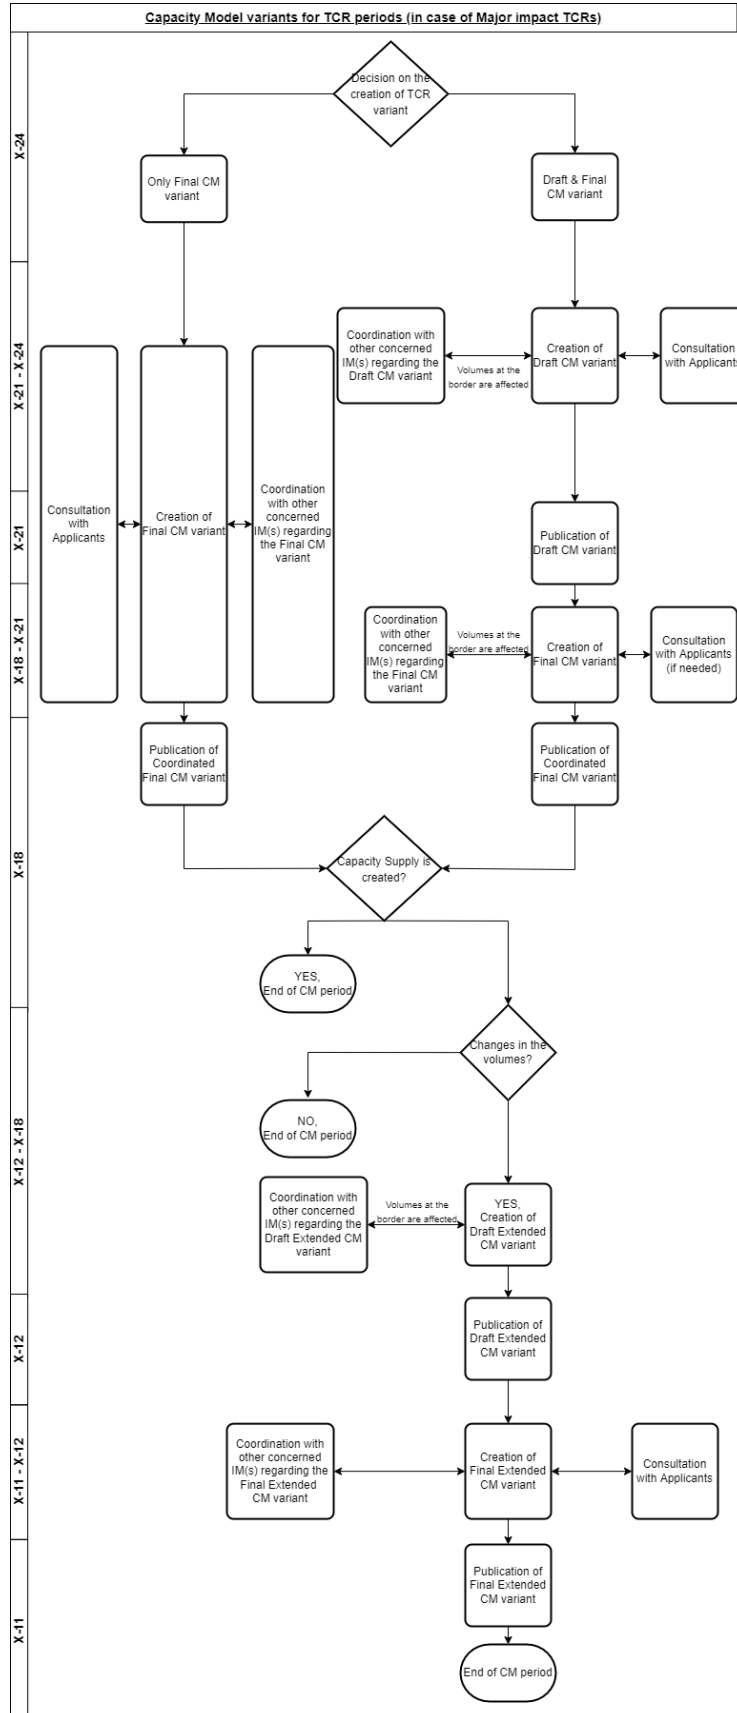 Capacity Model variants for TCR periods (in case of Major impact TCRs)
X-24
Decision on the
creation of TCR
variant
Only Final CM
variant
Draft & Final
CM variant
X-21 - X-24
Coordination with
other concerned
IM(s) regarding the
Draft CM variant
Volumes at the
border are affected
Creation of
Draft CM variant
Consultation
with Applicants
Consultation
with
Applicants
Creation of
Final CM variant
Coordination
with other
concerned
IM(s) regarding
the Final CM
variant
X-21
Publication of
Draft CM variant
X-18 - X-21
Coordination
with other
concerned
IM(s) regarding
the Final CM
variant
Volumes at the
border are affected
Creation of
Final CM variant
Consultation
with Applicants
(if needed)
X-18
Publication of
Coordinated
Final CM variant
Publication of
Coordinated
Final CM variant
Capacity Supply is
created?
YES,
End of CM period
X-12 - X-18
Changes in the
volumes?
NO,
End of CM period
Coordination with
other concerned
IM(s) regarding the
Draft Extended CM
variant
Volumes at the
border are affected
YES,
Creation of
Draft Extended
CM variant
X-12
Publication of
Draft Extended
CM variant
X-11 - X-12
Coordination with
other concerned
IM(s) regarding the
Final Extended
CM variant
Creation of
Final Extended
CM variant
Consultation
with Applicants
X-11
Publication of
Final Extended
CM variant
End of CM period